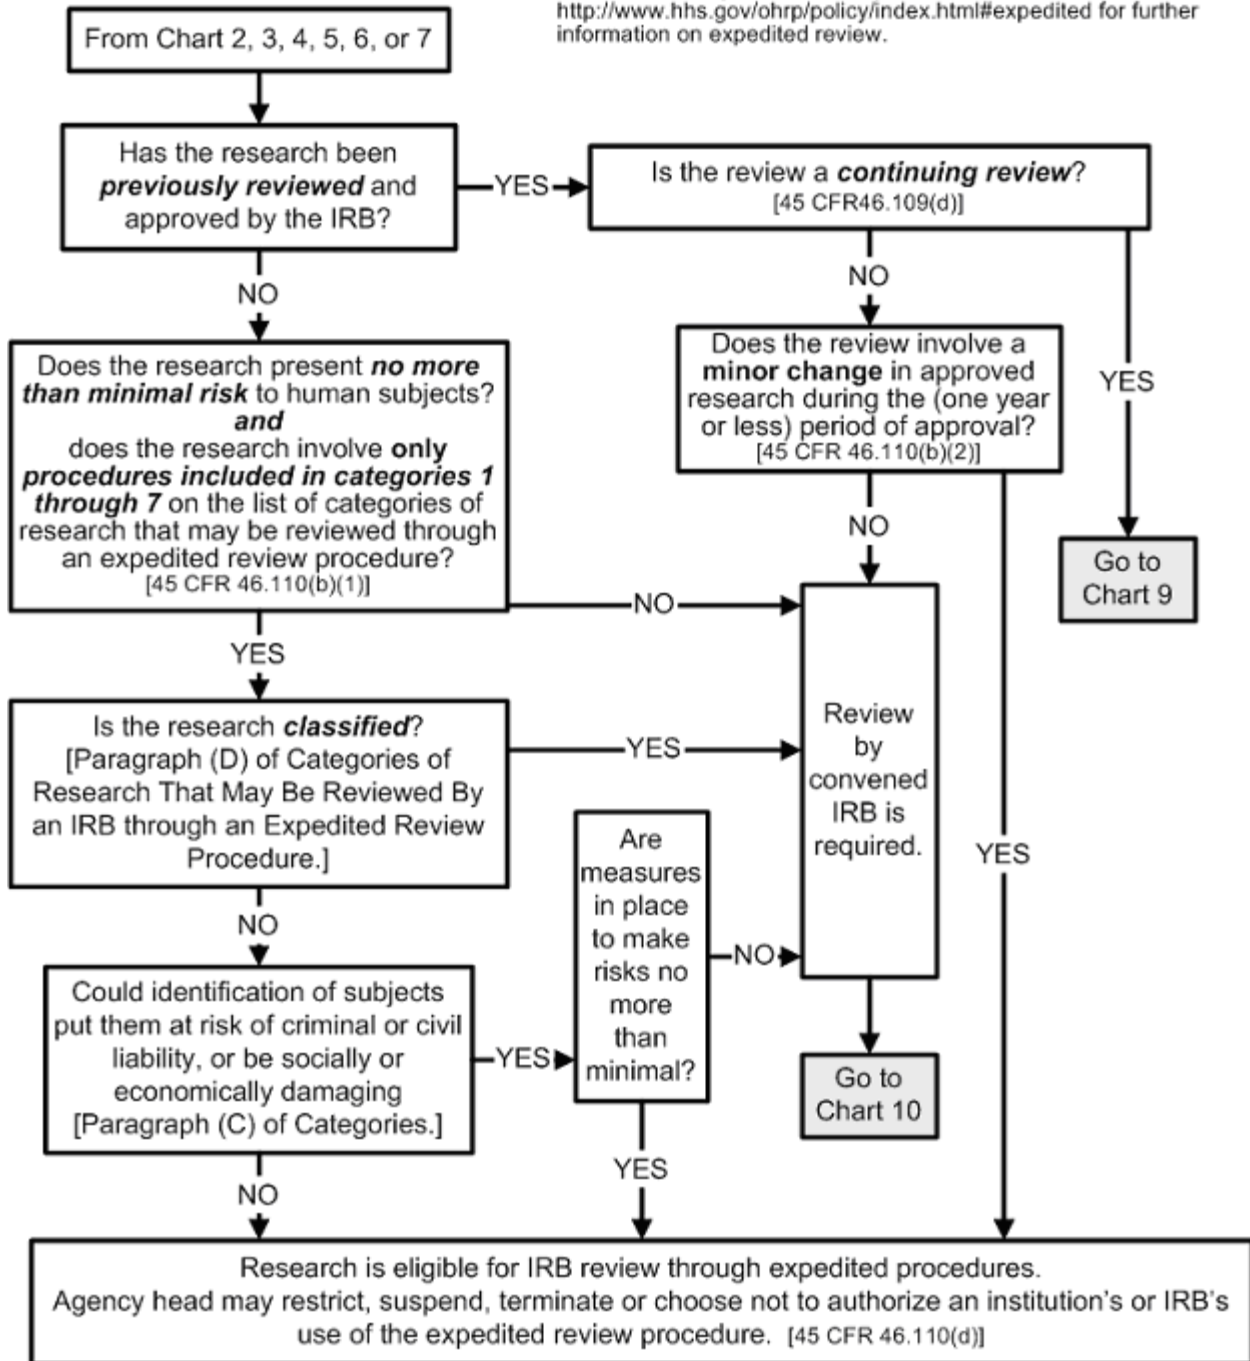 http://www.hhs.gov/ohrp/policy/index.html#expedited for further
information on expedited review.
From Chart 2, 3, 4, 5, 6, or 7
Has the research been
previously reviewed and
approved by the IRB?
YES
Is the review a continuing review?
[45 CFR46.109(d)]
NO
NO
YES
Does the research present no more
than minimal risk to human subjects?
and
does the research involve only
procedures included in categories 1
through 7 on the list of categories of
research that may be reviewed through
an expedited review procedure?
[45 CFR 46.110(b)(1)]
Does the review involve a
minor change in approved
research during the (one year
or less) period of approval?
[45 CFR 46.110(b)(2)]
NO
Go to
Chart 9
NO
YES
Is the research classified?
[Paragraph (D) of Categories of
Research That May Be Reviewed By
an IRB through an Expedited Review
Procedure.]
YES
Review
by
convened
IRB is
required.
YES
NO
Are
measures
in place
to make
risks no
more
than
minimal?
NO
Could identification of subjects
put them at risk of criminal or civil
liability, or be socially or
economically damaging
[Paragraph (C) of Categories.]
YES
Go to
Chart 10
YES
NO
Research is eligible for IRB review through expedited procedures.
Agency head may restrict, suspend, terminate or choose not to authorize an institution's or IRB's
use of the expedited review procedure. [45 CFR 46.110(d)]